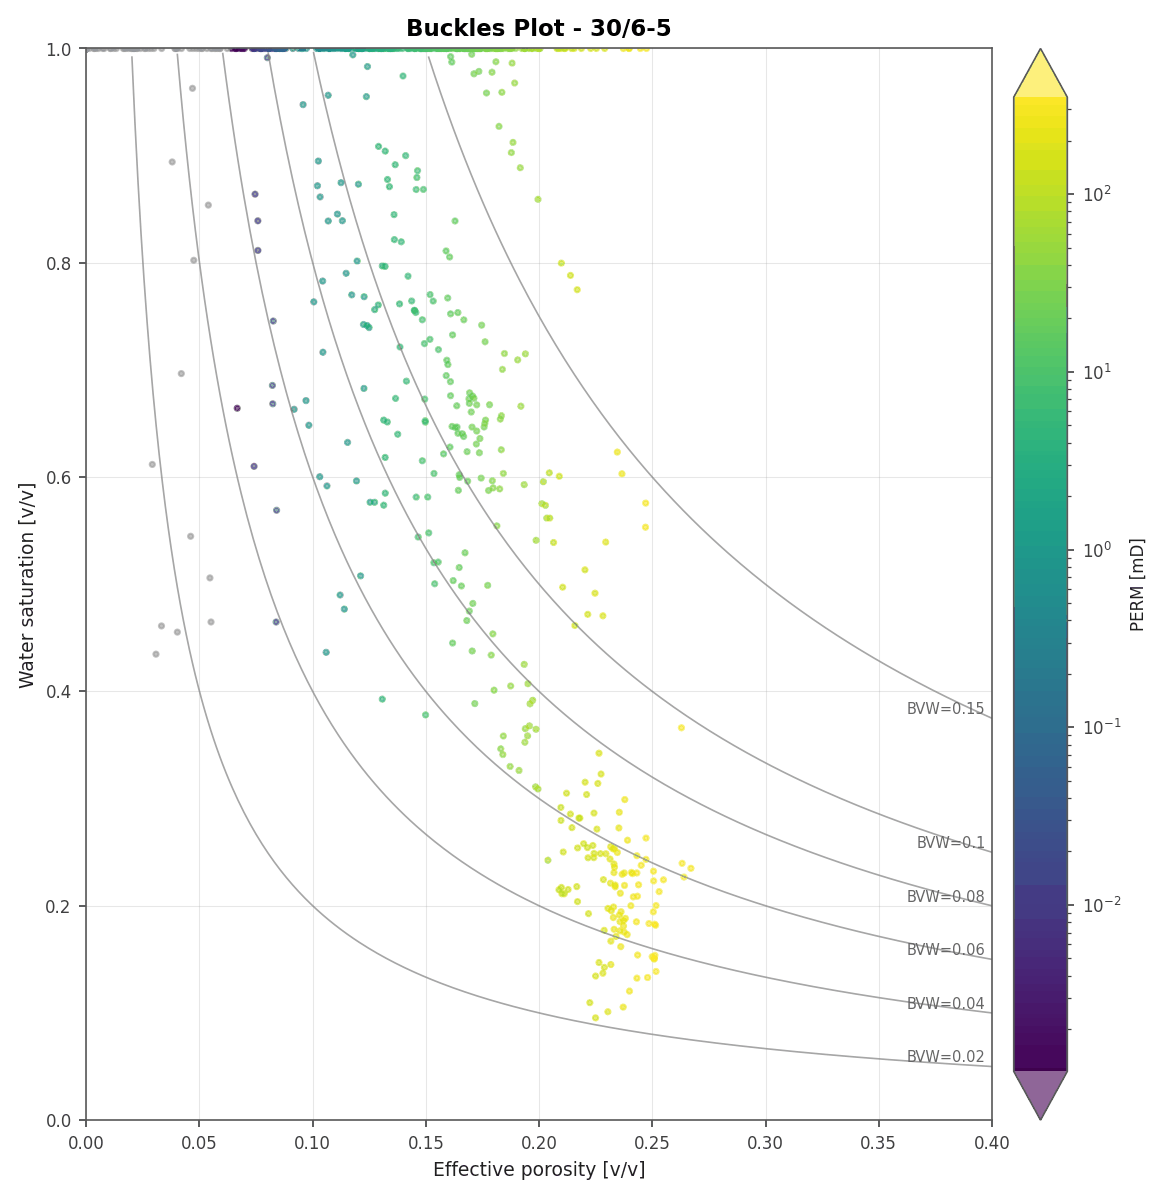 Buckles Plot - 30/6-5
Water saturation [v/v]
1.0
0.8
0.6
0.4
0.2
0.0
BVW=0.15
BVW=0.1
BVW=0.08
BVW=0.06
BVW=0.04
BVW=0.02
0.00 0.05 0.10 0.15 0.20 0.25 0.30 0.35 0.40
Effective porosity [v/v]
10²
10¹
10⁰
10⁻¹
10⁻²
PERM [mD]